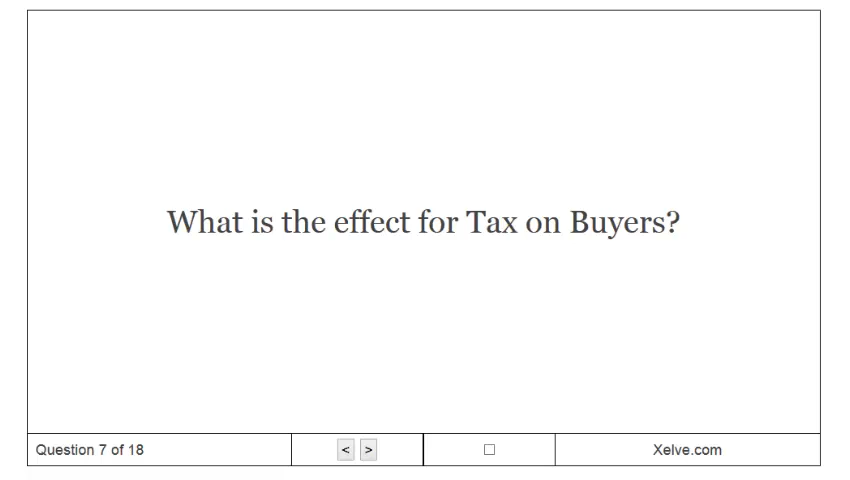 What is the effect for Tax on Buyers?
Question 7 of 18
< >
Xelve.com